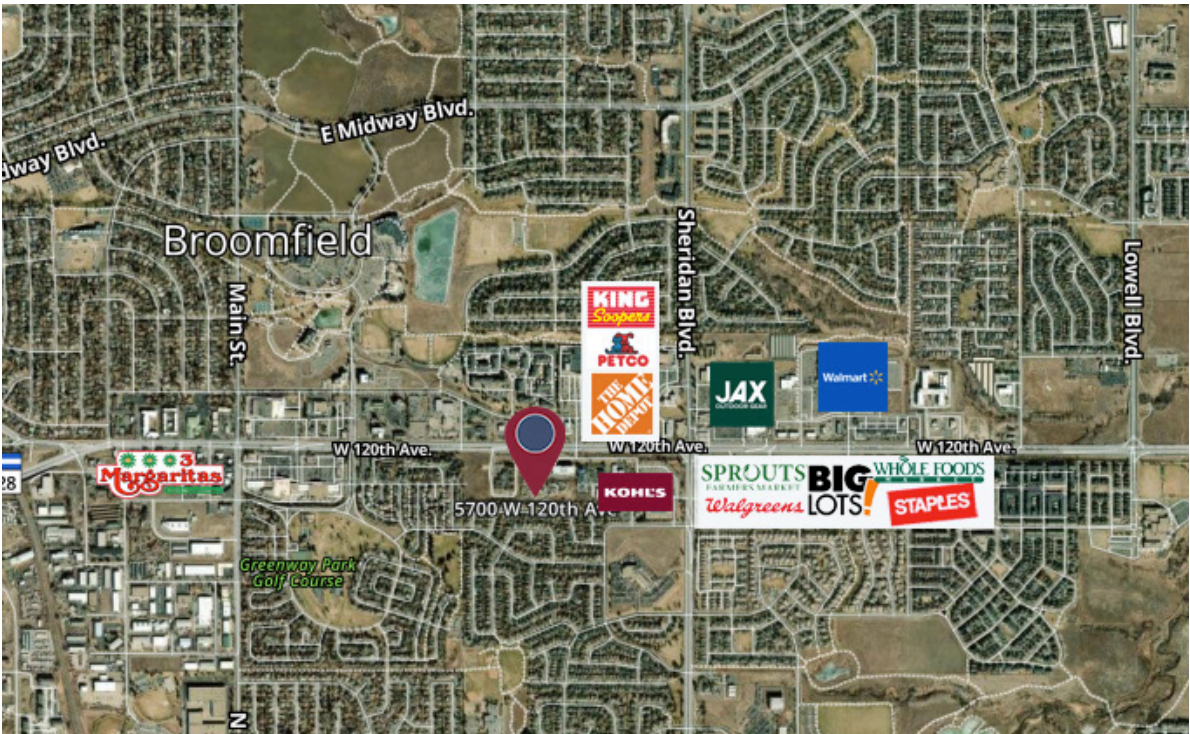 E Midway Blvd.
dway Blvd.
Broomfield
Sheridan Blvd.
Lowell Blvd.
Main St.
KING
Soopers
PETCO
THE
HOME
DEPOT
JAX
OUTDOOR GEAR
Walmart
W 120th Ave.
W 120th Ave.
W 120th Ave.
28
3
Margaritas
5700 W 120th Ave
KOHL'S
SPROUTS
FARMERS MARKET
Walgreens
BIG
LOTS!
WHOLE FOODS
MARKET
STAPLES
Greenway Park
Golf Course
N